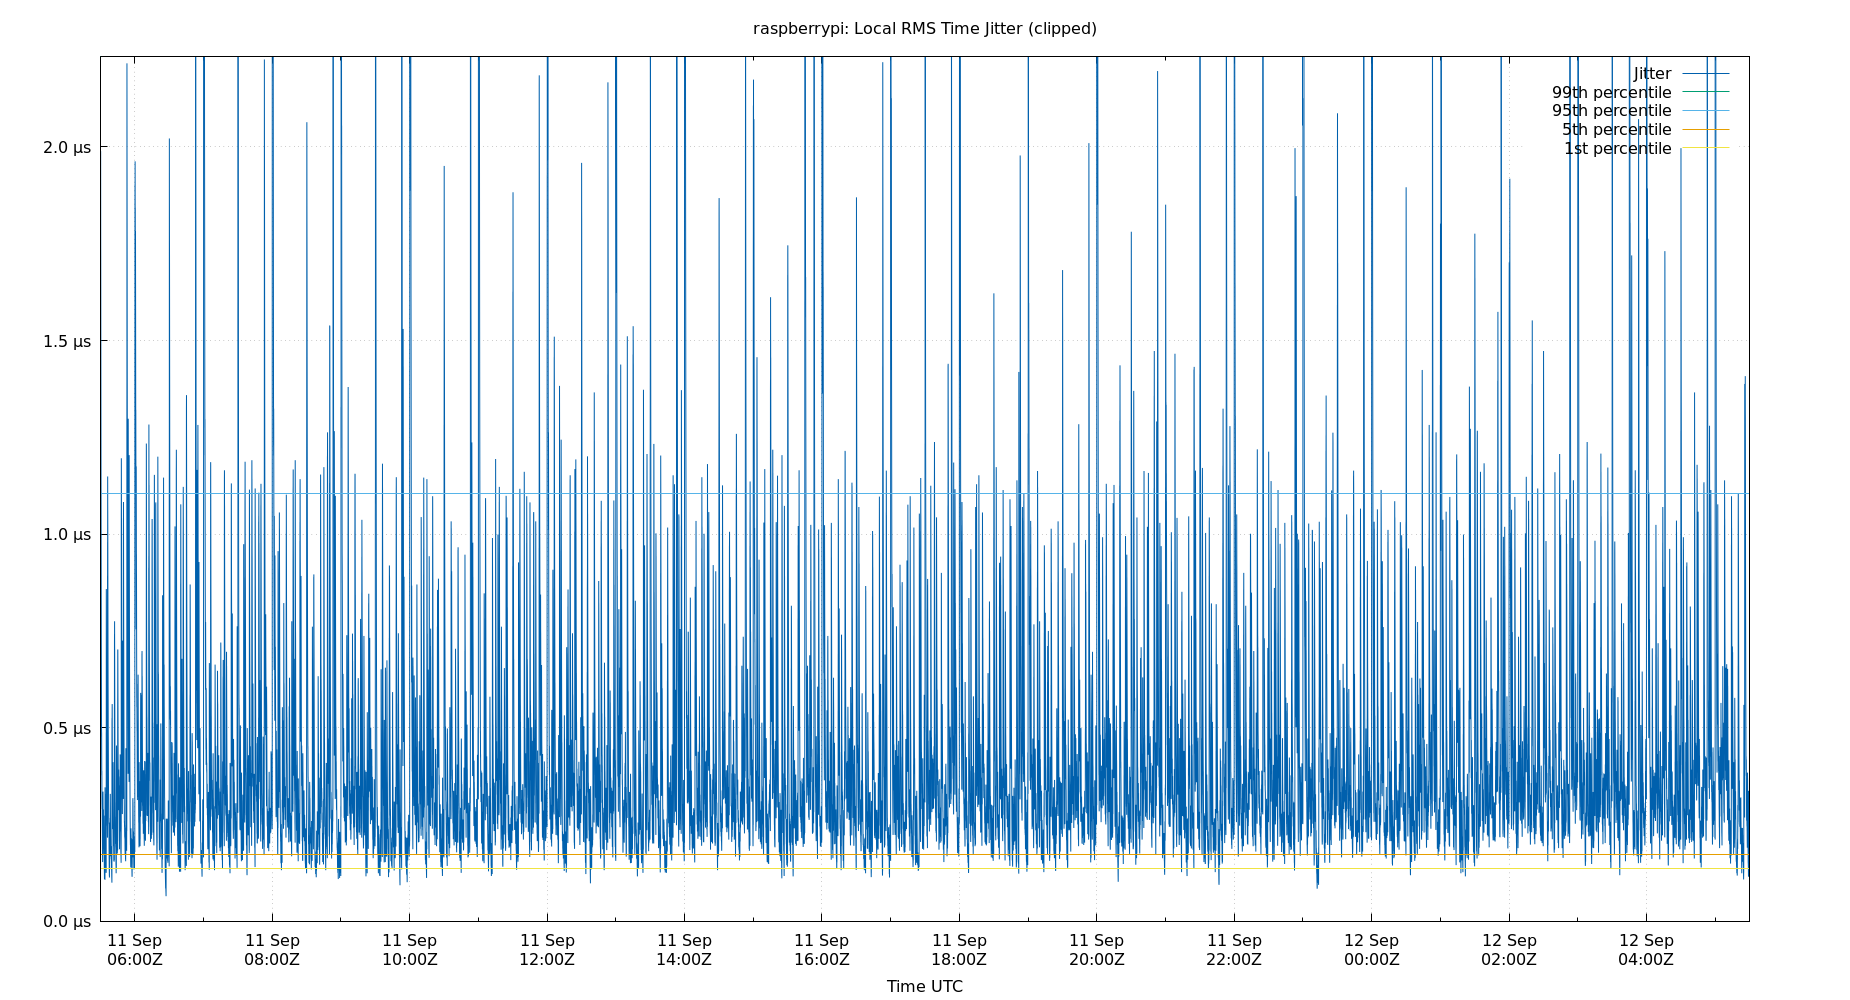 raspberrypi: Local RMS Time Jitter (clipped)
Jitter
99th percentile
95th percentile
5th percentile
1st percentile
2.0 μs
1.5 μs
1.0 μs
0.5 μs
0.0 μs
11 Sep 11 Sep 11 Sep 11 Sep 11 Sep 11 Sep 11 Sep 11 Sep 11 Sep 12 Sep 12 Sep 12 Sep
06:00Z 08:00Z 10:00Z 12:00Z 14:00Z 16:00Z 18:00Z 20:00Z 22:00Z 00:00Z 02:00Z 04:00Z
Time UTC